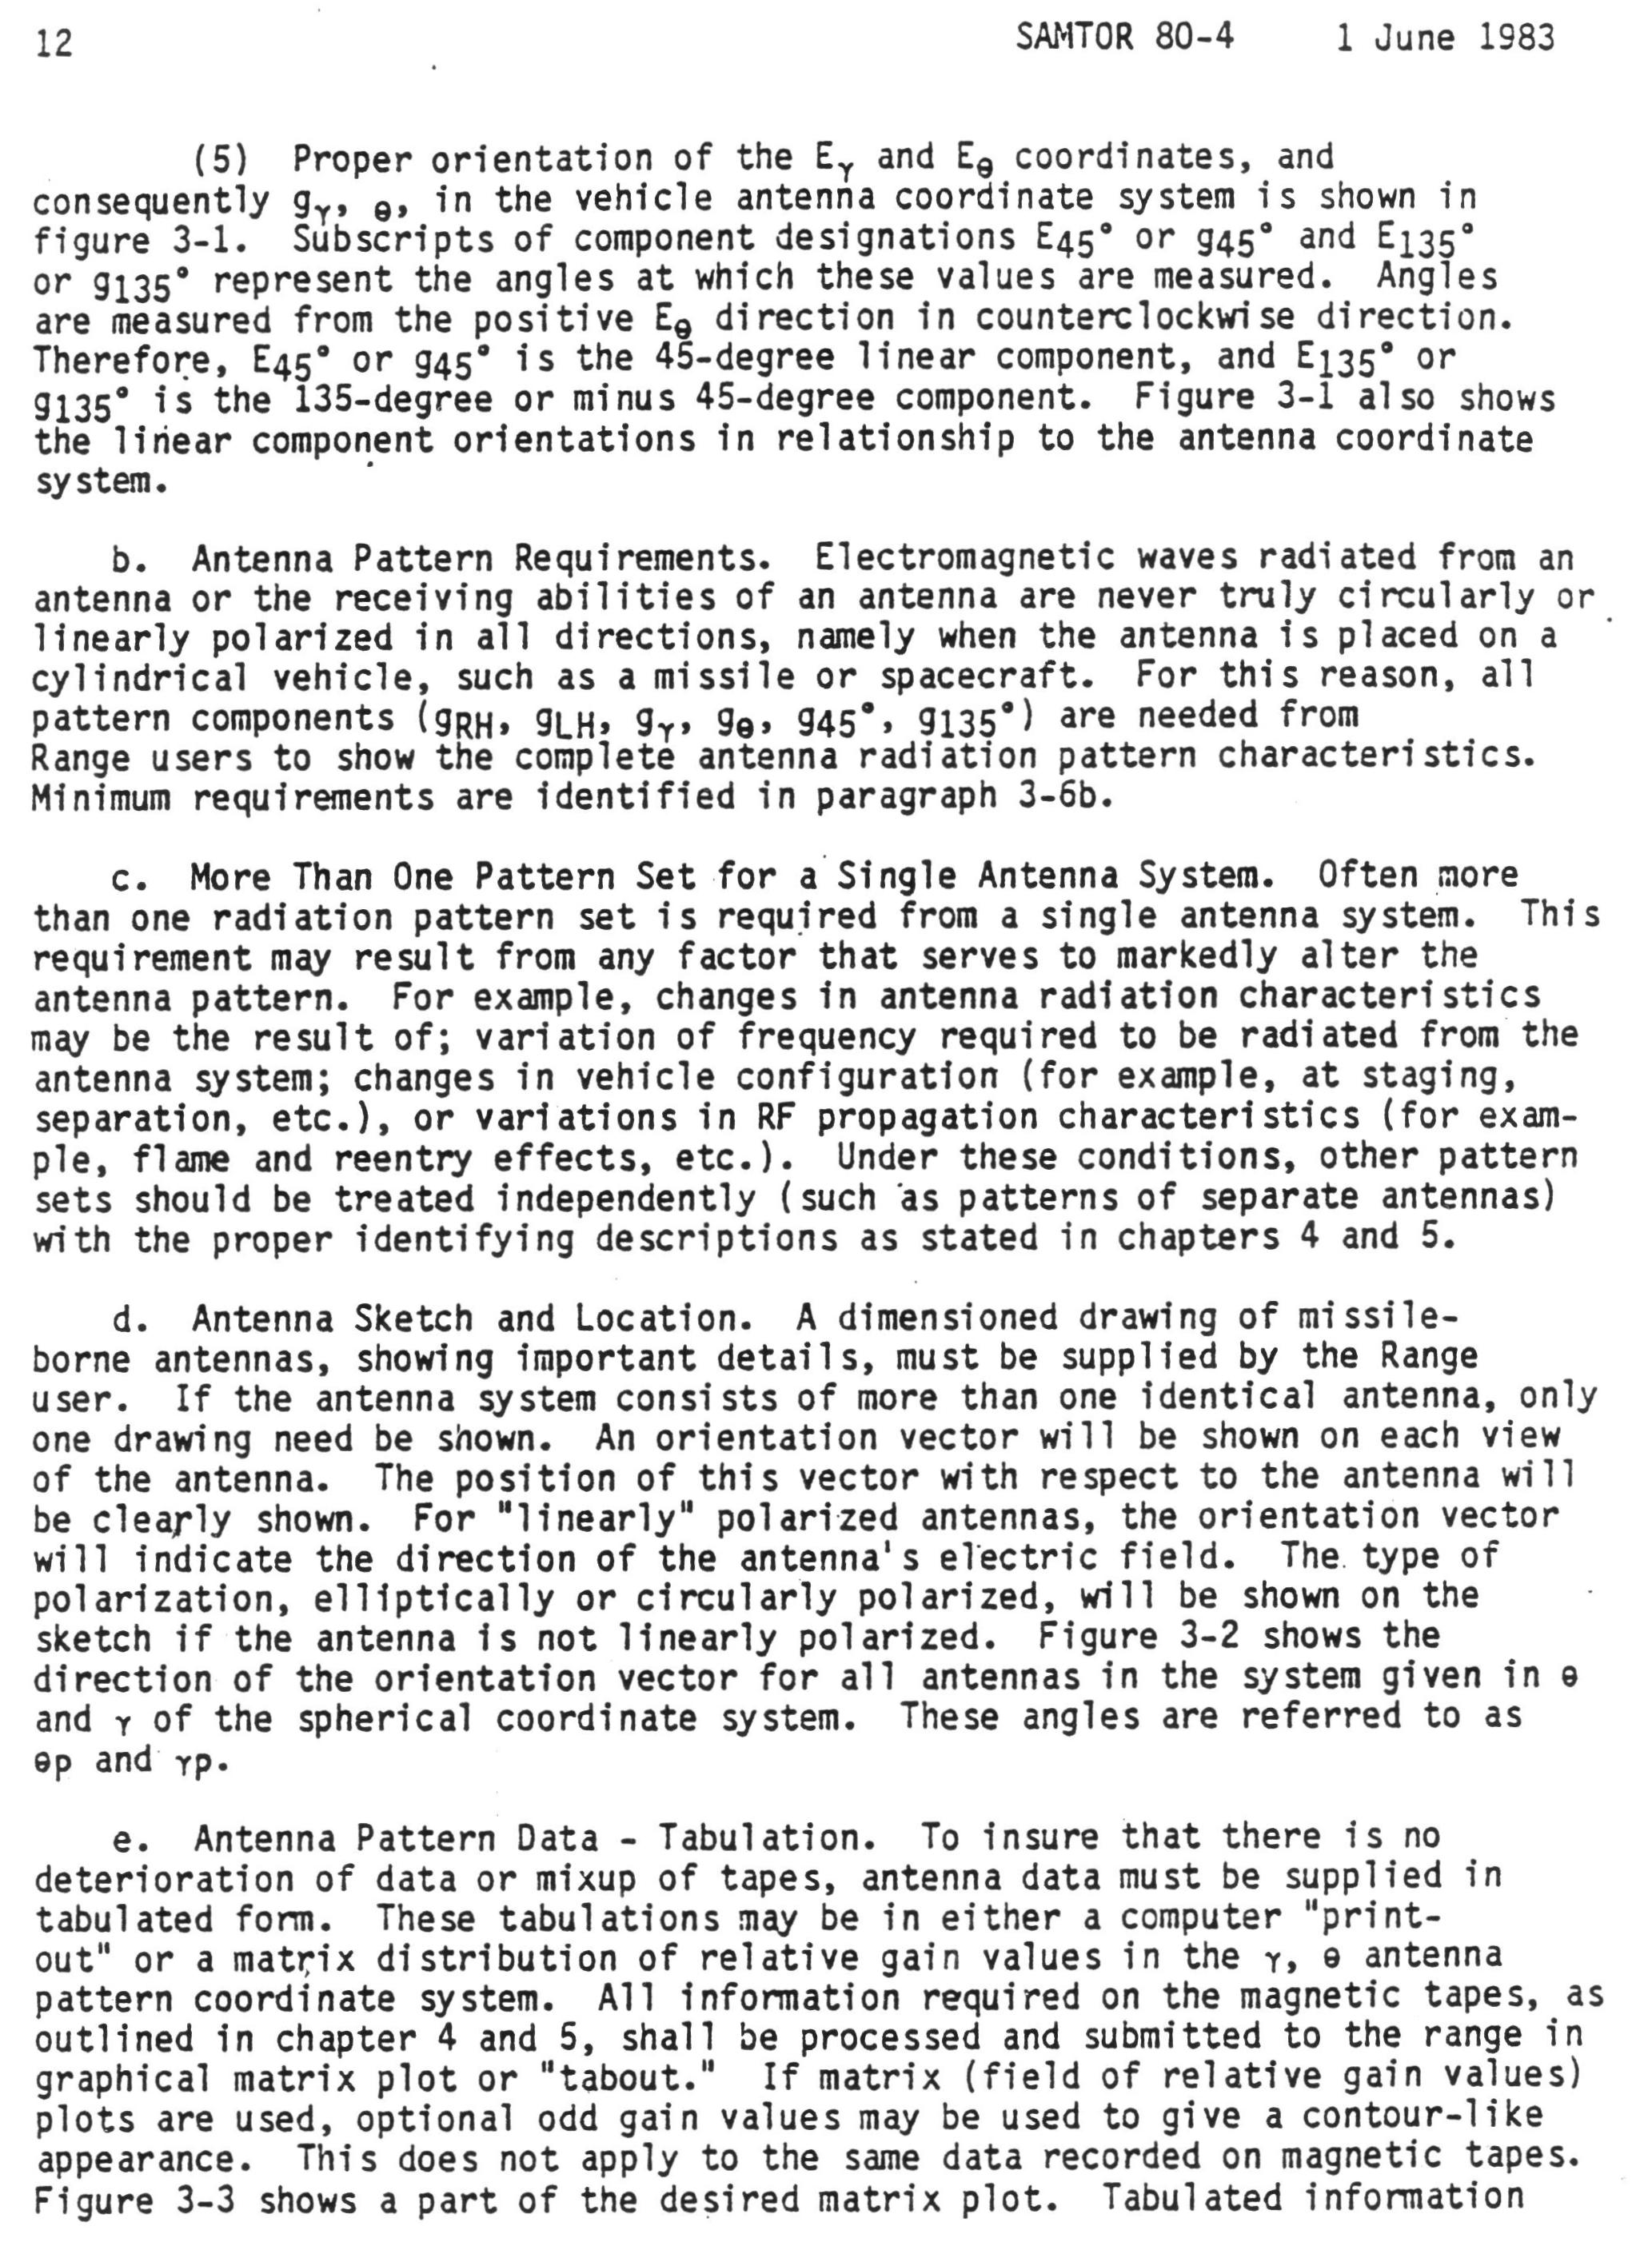 12 SAMTOR 80-4 1 June 1983
(5) Proper orientation of the Eγ and Eθ coordinates, and
consequently gγ, θ, in the vehicle antenna coordinate system is shown in
figure 3-1. Subscripts of component designations E45° or g45° and E135°
or g135° represent the angles at which these values are measured. Angles
are measured from the positive Eθ direction in counterclockwise direction.
Therefore, E45° or g45° is the 45-degree linear component, and E135° or
g135° is the 135-degree or minus 45-degree component. Figure 3-1 also shows
the linear component orientations in relationship to the antenna coordinate
system.
b. Antenna Pattern Requirements. Electromagnetic waves radiated from an
antenna or the receiving abilities of an antenna are never truly circularly or
linearly polarized in all directions, namely when the antenna is placed on a
cylindrical vehicle, such as a missile or spacecraft. For this reason, all
pattern components (gRH, gLH, gγ, gθ, g45°, g135°) are needed from
Range users to show the complete antenna radiation pattern characteristics.
Minimum requirements are identified in paragraph 3-6b.
c. More Than One Pattern Set for a Single Antenna System. Often more
than one radiation pattern set is required from a single antenna system. This
requirement may result from any factor that serves to markedly alter the
antenna pattern. For example, changes in antenna radiation characteristics
may be the result of; variation of frequency required to be radiated from the
antenna system; changes in vehicle configuration (for example, at staging,
separation, etc.), or variations in RF propagation characteristics (for exam-
ple, flame and reentry effects, etc.). Under these conditions, other pattern
sets should be treated independently (such as patterns of separate antennas)
with the proper identifying descriptions as stated in chapters 4 and 5.
d. Antenna Sketch and Location. A dimensioned drawing of missile-
borne antennas, showing important details, must be supplied by the Range
user. If the antenna system consists of more than one identical antenna, only
one drawing need be shown. An orientation vector will be shown on each view
of the antenna. The position of this vector with respect to the antenna will
be clearly shown. For "linearly" polarized antennas, the orientation vector
will indicate the direction of the antenna's electric field. The type of
polarization, elliptically or circularly polarized, will be shown on the
sketch if the antenna is not linearly polarized. Figure 3-2 shows the
direction of the orientation vector for all antennas in the system given in θ
and γ of the spherical coordinate system. These angles are referred to as
θp and γp.
e. Antenna Pattern Data - Tabulation. To insure that there is no
deterioration of data or mixup of tapes, antenna data must be supplied in
tabulated form. These tabulations may be in either a computer "print-
out" or a matrix distribution of relative gain values in the γ, θ antenna
pattern coordinate system. All information required on the magnetic tapes, as
outlined in chapter 4 and 5, shall be processed and submitted to the range in
graphical matrix plot or "tabout." If matrix (field of relative gain values)
plots are used, optional odd gain values may be used to give a contour-like
appearance. This does not apply to the same data recorded on magnetic tapes.
Figure 3-3 shows a part of the desired matrix plot. Tabulated information